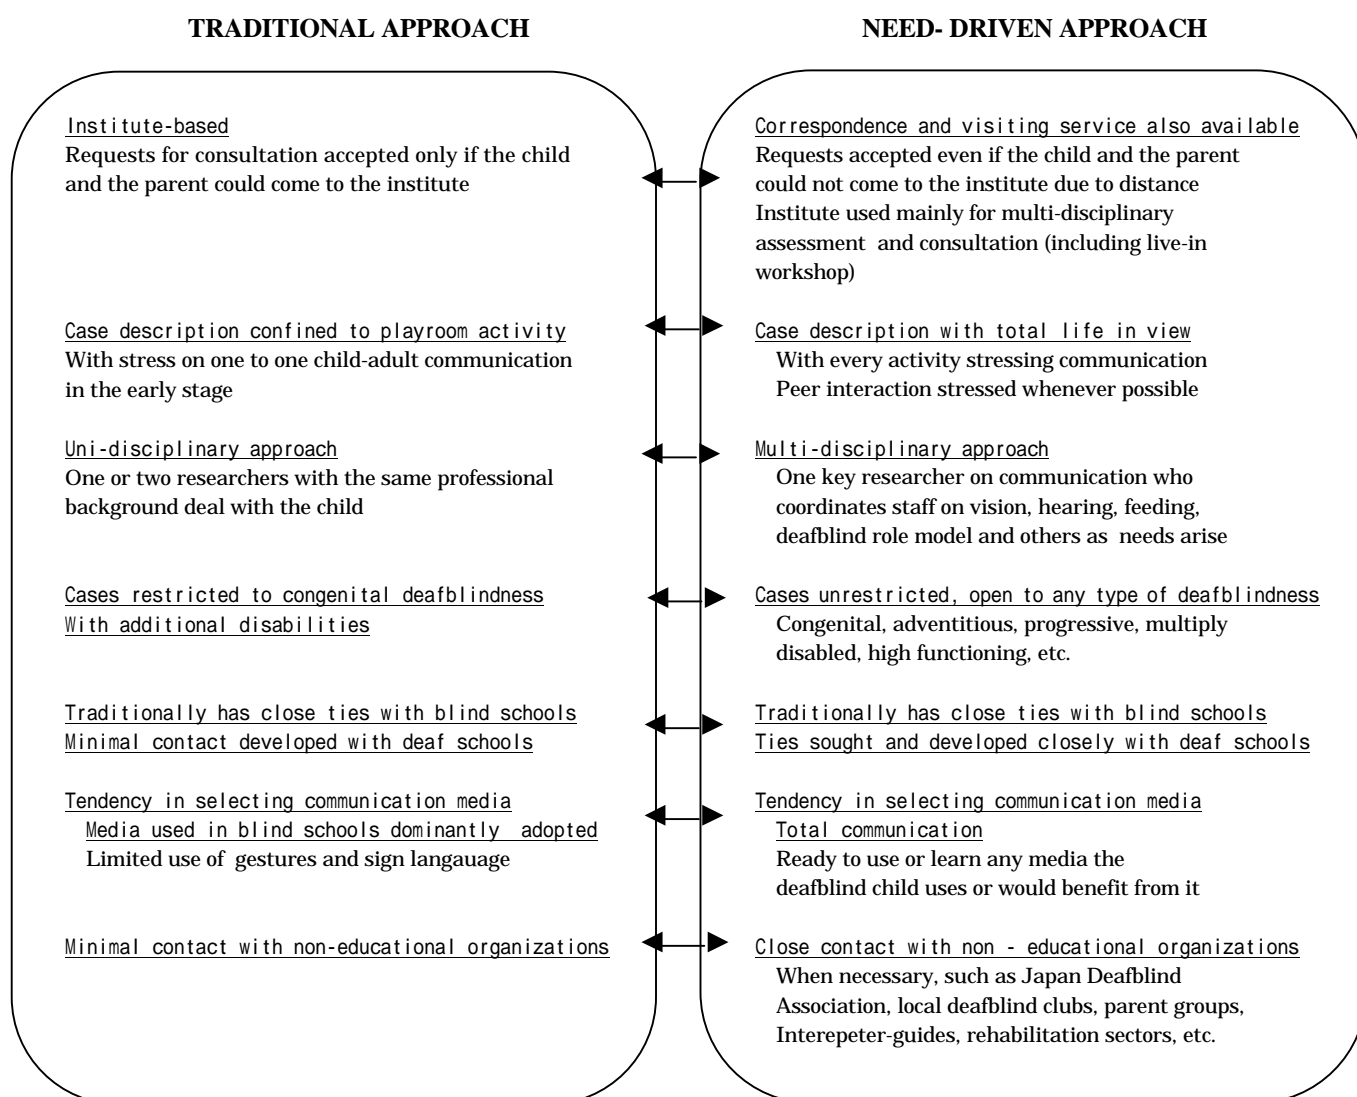 TRADITIONAL APPROACH
Institute-based
Requests for consultation accepted only if the child
and the parent could come to the institute
Case description confined to playroom activity
With stress on one to one child-adult communication
in the early stage
Uni-disciplinary approach
One or two researchers with the same professional
background deal with the child
Cases restricted to congenital deafblindness
With additional disabilities
Traditionally has close ties with blind schools
Minimal contact developed with deaf schools
Tendency in selecting communication media
Media used in blind schools dominantly adopted
Limited use of gestures and sign langauage
Minimal contact with non-educational organizations
NEED- DRIVEN APPROACH
Correspondence and visiting service also available
Requests accepted even if the child and the parent
could not come to the institute due to distance
Institute used mainly for multi-disciplinary
assessment and consultation (including live-in
workshop)
Case description with total life in view
With every activity stressing communication
Peer interaction stressed whenever possible
Multi-disciplinary approach
One key researcher on communication who
coordinates staff on vision, hearing, feeding,
deafblind role model and others as needs arise
Cases unrestricted, open to any type of deafblindness
Congenital, adventitious, progressive, multiply
disabled, high functioning, etc.
Traditionally has close ties with blind schools
Ties sought and developed closely with deaf schools
Tendency in selecting communication media
Total communication
Ready to use or learn any media the
deafblind child uses or would benefit from it
Close contact with non - educational organizations
When necessary, such as Japan Deafblind
Association, local deafblind clubs, parent groups,
Interepeter-guides, rehabilitation sectors, etc.